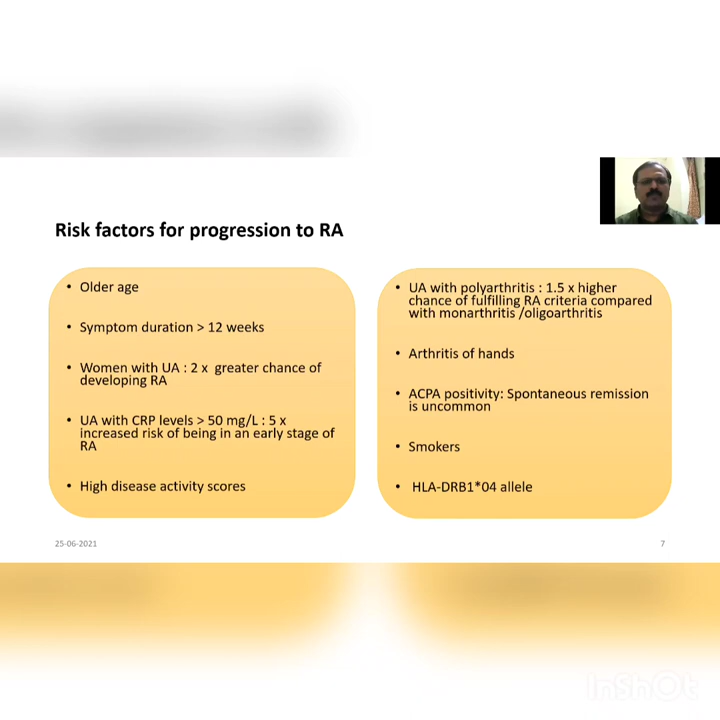 Risk factors for progression to RA
• Older age
• Symptom duration > 12 weeks
• Women with UA : 2 x greater chance of
developing RA
• UA with CRP levels > 50 mg/L : 5 x
increased risk of being in an early stage of
RA
• High disease activity scores
• UA with polyarthritis : 1.5 x higher
chance of fulfilling RA criteria compared
with monarthritis /oligoarthritis
• Arthritis of hands
• ACPA positivity: Spontaneous remission
is uncommon
• Smokers
• HLA-DRB1*04 allele
25-06-2021
7
InShOt